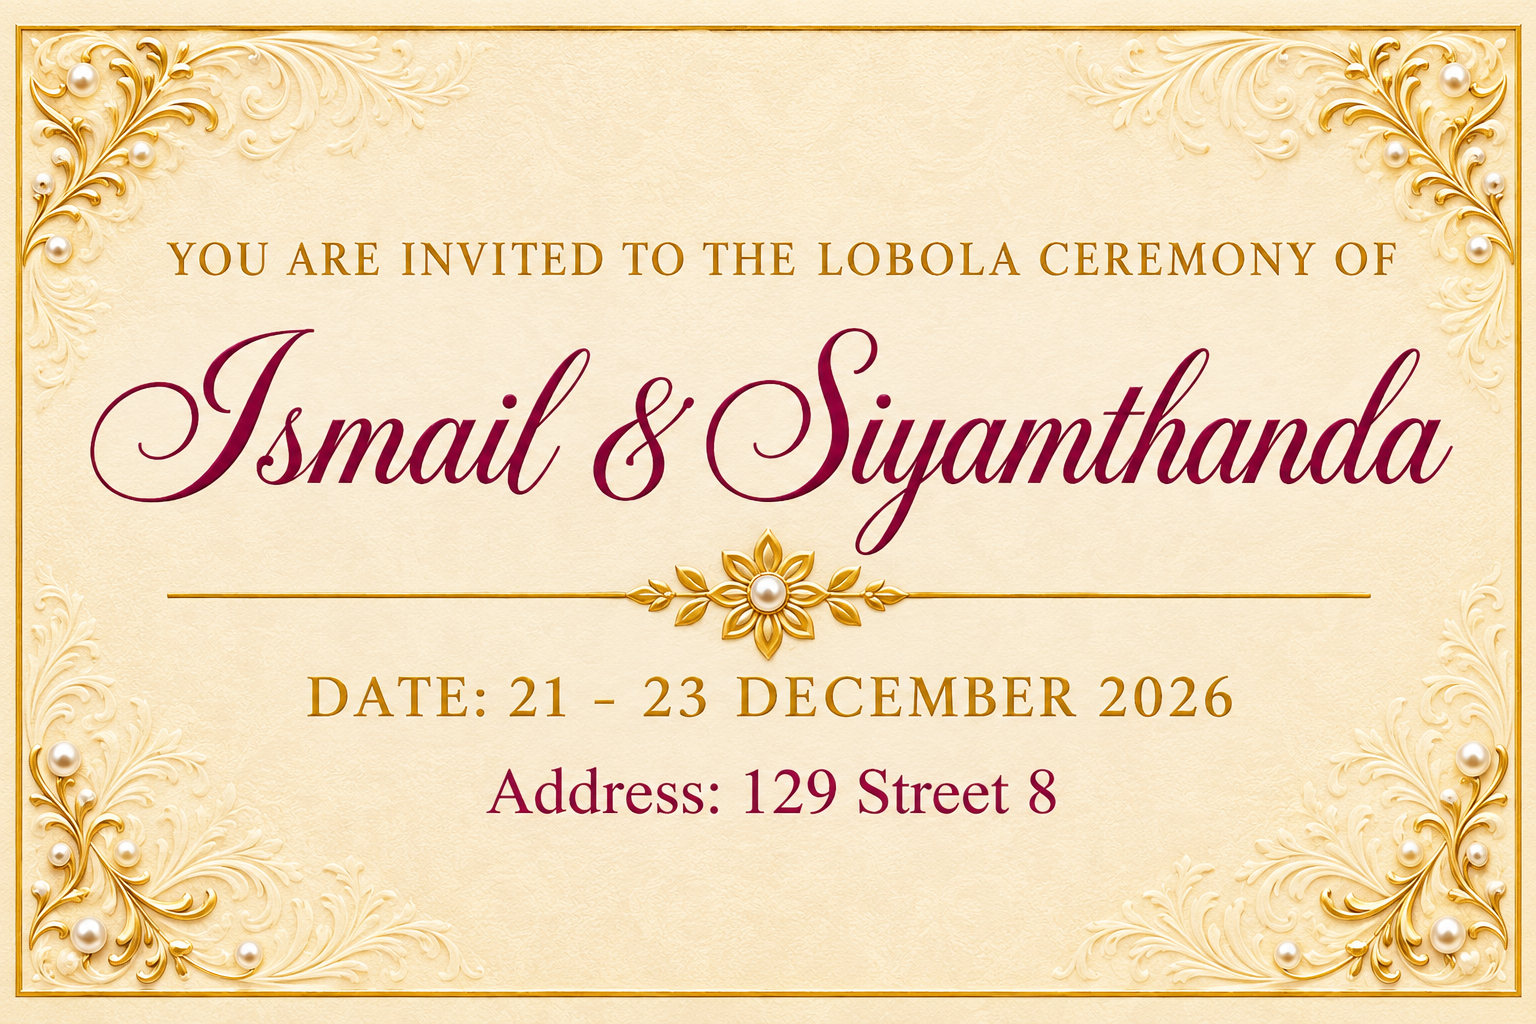 YOU ARE INVITED TO THE LOBOLA CEREMONY OF
Ismail & Siyamthanda
DATE: 21 – 23 DECEMBER 2026
Address: 129 Street 8